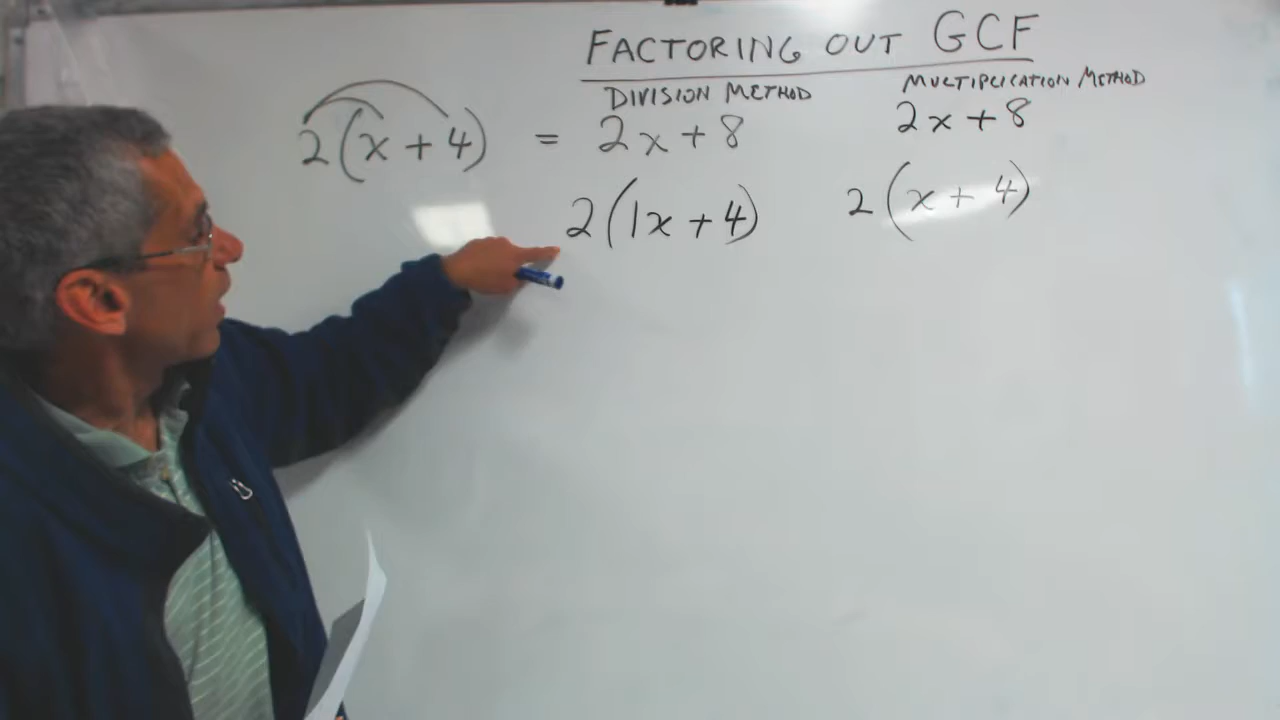 FACTORING OUT GCF
DIVISION METHOD MULTIPLICATION METHOD
2(x + 4) = 2x + 8 2x + 8
2(1x + 4) 2(x + 4)